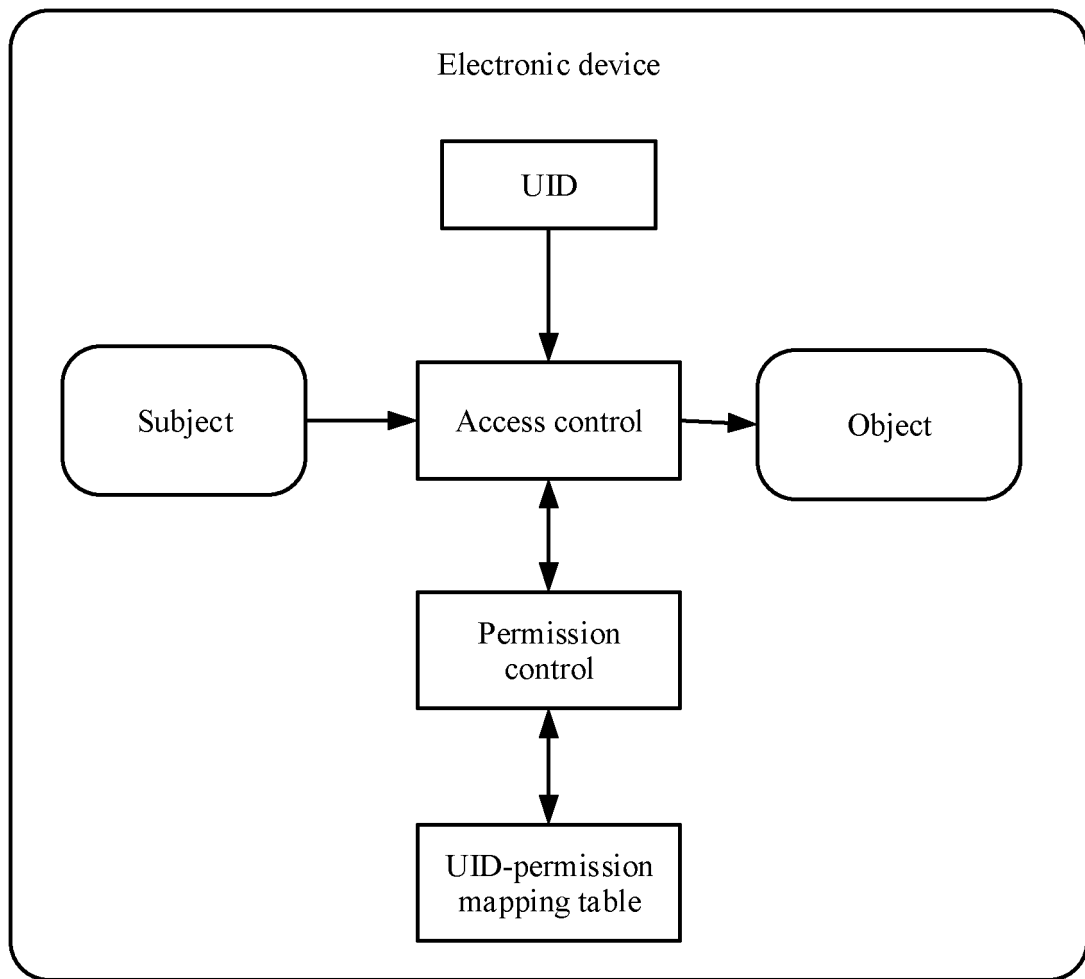 Electronic device
UID
Subject
Access control
Object
Permission
control
UID-permission
mapping table